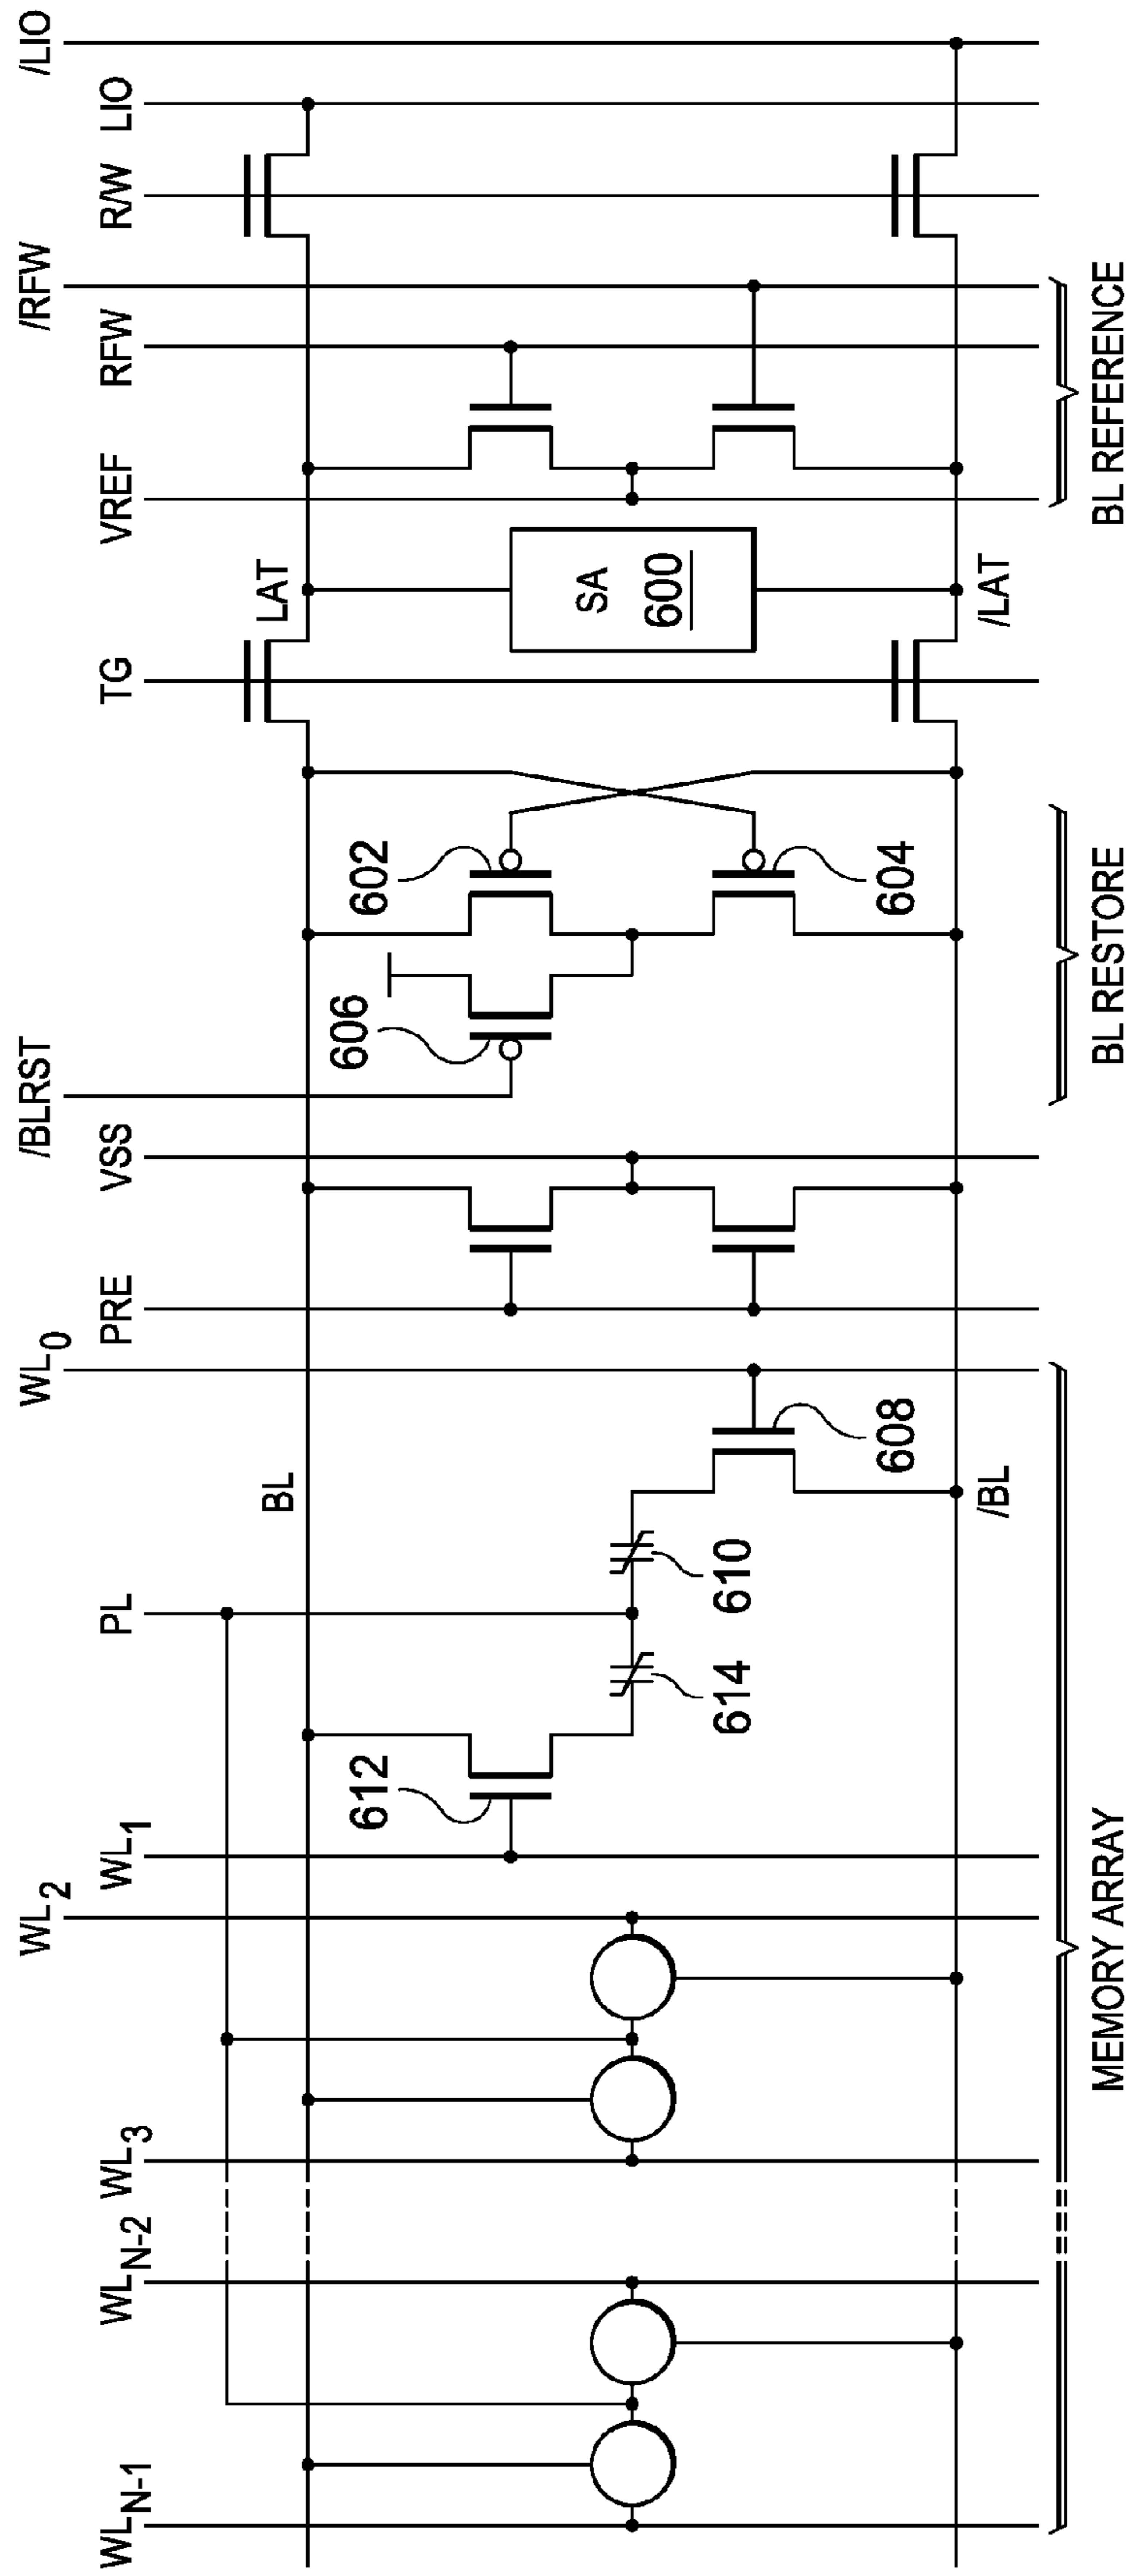 /LIO
LIO
R/W
/RFW
RFW
VREF
TG
/BLRST
VSS
PRE
WL0
PL
WL1
WL2
WL3
WLN-2
WLN-1
LAT
SA
600
/LAT
602
604
606
BL
608
/BL
610
614
612
BL REFERENCE
BL RESTORE
MEMORY ARRAY